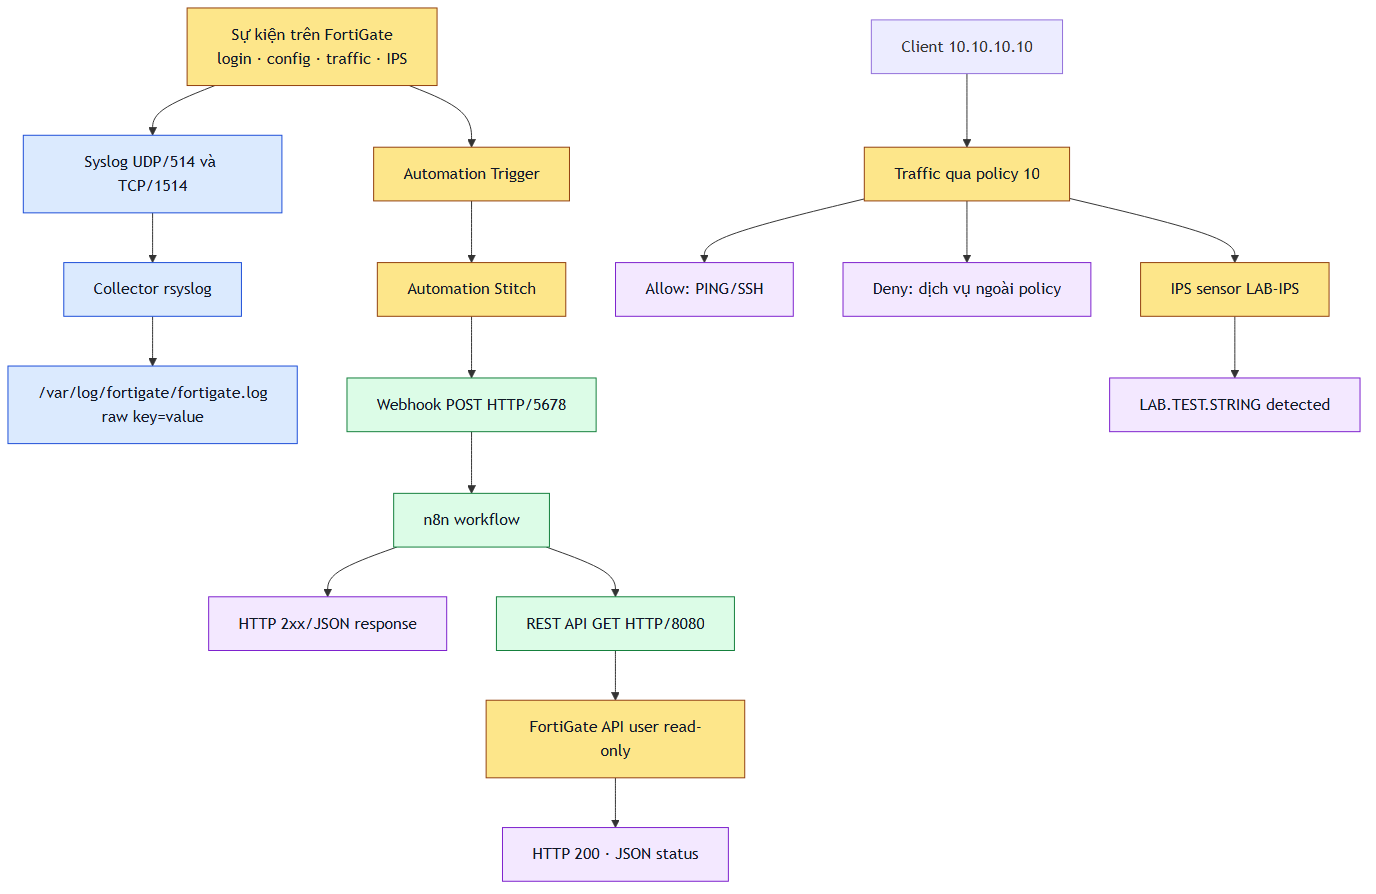 Sự kiện trên FortiGate
login · config · traffic · IPS
Client 10.10.10.10
Syslog UDP/514 và
TCP/1514
Automation Trigger
Traffic qua policy 10
Collector rsyslog
Automation Stitch
Allow: PING/SSH
Deny: dịch vụ ngoài policy
IPS sensor LAB-IPS
/var/log/fortigate/fortigate.log
raw key=value
Webhook POST HTTP/5678
LAB.TEST.STRING detected
n8n workflow
HTTP 2xx/JSON response
REST API GET HTTP/8080
FortiGate API user read-
only
HTTP 200 · JSON status